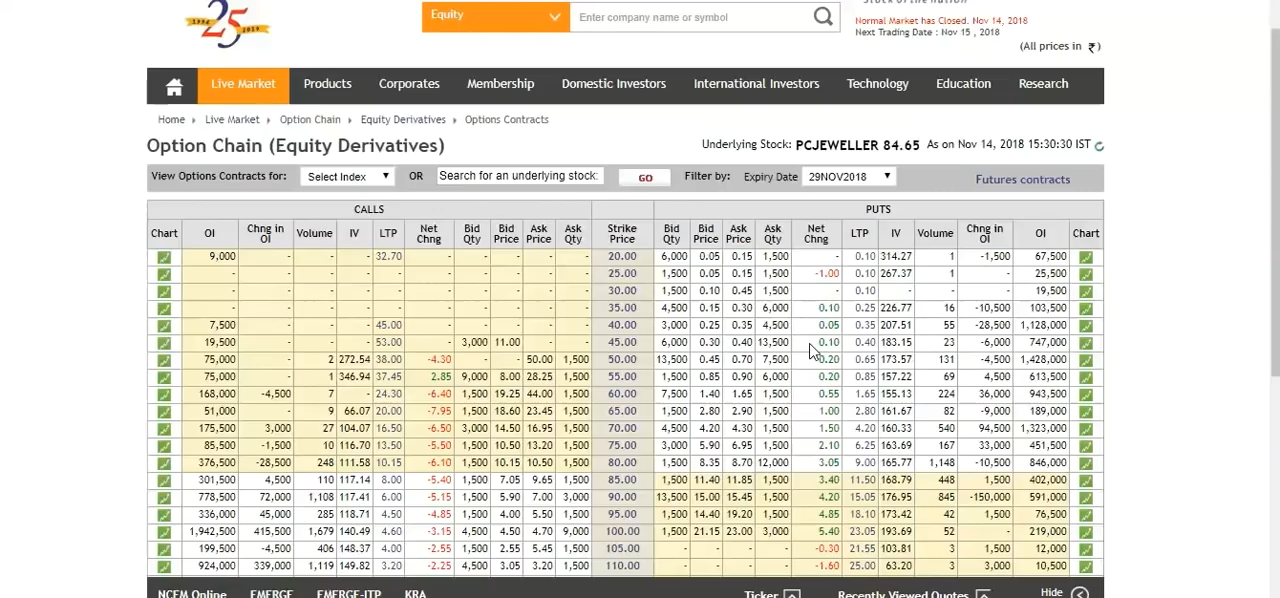 25
1994
Equity
Enter company name or symbol
Normal Market has Closed. Nov 14, 2018
Next Trading Date : Nov 15 , 2018
(All prices in ₹)
Live Market Products Corporates Membership Domestic Investors International Investors Technology Education Research
Home Live Market Option Chain Equity Derivatives Options Contracts
Option Chain (Equity Derivatives) Underlying Stock: PCJEWELLER 84.65 As on Nov 14, 2018 15:30:30 IST
View Options Contracts for: Select Index OR Search for an underlying stock: GO Filter by: Expiry Date 29NOV2018 Futures contracts
CALLS PUTS
Chart OI Chng in OI Volume IV LTP Net Chng Bid Qty Bid Price Ask Price Ask Qty Strike Price Bid Qty Bid Price Ask Price Ask Qty Net Chng LTP IV Volume Chng in OI OI Chart
9,000 - - - 32.70 - - - - - 20.00 6,000 0.05 0.15 1,500 - 0.10 314.27 1 -1,500 67,500
- - - - - - - - - - 25.00 1,500 0.05 0.15 1,500 -1.00 0.10 267.37 1 - 25,500
- - - - - - - - - - 30.00 1,500 0.10 0.45 1,500 - 0.10 - - - 19,500
- - - - - - - - - - 35.00 4,500 0.15 0.30 6,000 0.10 0.25 226.77 16 -10,500 103,500
7,500 - - - 45.00 - - - - - 40.00 3,000 0.25 0.35 4,500 0.05 0.35 207.51 55 -28,500 1,128,000
19,500 - - - 53.00 - 3,000 11.00 - - 45.00 6,000 0.30 0.40 13,500 0.10 0.40 183.15 23 -6,000 747,000
75,000 - 2 272.54 38.00 -4.30 - - 50.00 1,500 50.00 13,500 0.45 0.70 7,500 0.20 0.65 173.57 131 -4,500 1,428,000
75,000 - 1 346.94 37.45 2.85 9,000 8.00 28.25 1,500 55.00 1,500 0.85 0.90 6,000 0.20 0.85 157.22 69 4,500 613,500
168,000 -4,500 7 - 24.30 -6.40 1,500 19.25 44.00 1,500 60.00 7,500 1.40 1.65 1,500 0.55 1.65 155.13 224 36,000 943,500
51,000 - 9 66.07 20.00 -7.95 1,500 18.60 23.45 1,500 65.00 1,500 2.80 2.90 1,500 1.00 2.80 161.67 82 -9,000 189,000
175,500 3,000 27 104.07 16.50 -6.50 3,000 14.50 16.95 1,500 70.00 4,500 4.20 4.30 1,500 1.50 4.20 160.33 540 94,500 1,323,000
85,500 -1,500 10 116.70 13.50 -5.50 1,500 10.50 13.20 1,500 75.00 3,000 5.90 6.95 1,500 2.10 6.25 163.69 167 33,000 451,500
376,500 -28,500 248 111.58 10.15 -6.10 1,500 10.15 10.50 1,500 80.00 1,500 8.35 8.70 12,000 3.05 9.00 165.77 1,148 -10,500 846,000
301,500 4,500 110 117.14 8.00 -5.40 1,500 7.05 9.65 1,500 85.00 1,500 11.40 11.85 1,500 3.40 11.50 168.79 448 1,500 402,000
778,500 72,000 1,108 117.41 6.00 -5.15 1,500 5.90 7.00 3,000 90.00 13,500 15.00 15.45 1,500 4.20 15.05 176.95 845 -150,000 591,000
336,000 45,000 285 118.71 4.50 -4.85 1,500 4.00 5.50 1,500 95.00 1,500 14.40 19.20 1,500 4.85 18.10 173.42 42 1,500 76,500
1,942,500 415,500 1,679 140.49 4.60 -3.15 4,500 4.50 4.70 9,000 100.00 1,500 21.15 23.00 3,000 5.40 23.05 193.69 52 - 219,000
199,500 -4,500 406 148.37 4.00 -2.55 1,500 2.55 5.45 1,500 105.00 - - - - -0.30 21.55 103.81 3 1,500 12,000
924,000 339,000 1,119 149.82 3.20 -2.25 4,500 3.05 3.20 1,500 110.00 - - - - -1.60 25.00 63.20 3 3,000 10,500
NCFM Online EMERGE EMERGE-ITP KRA Ticker Recently Viewed Quotes Hide